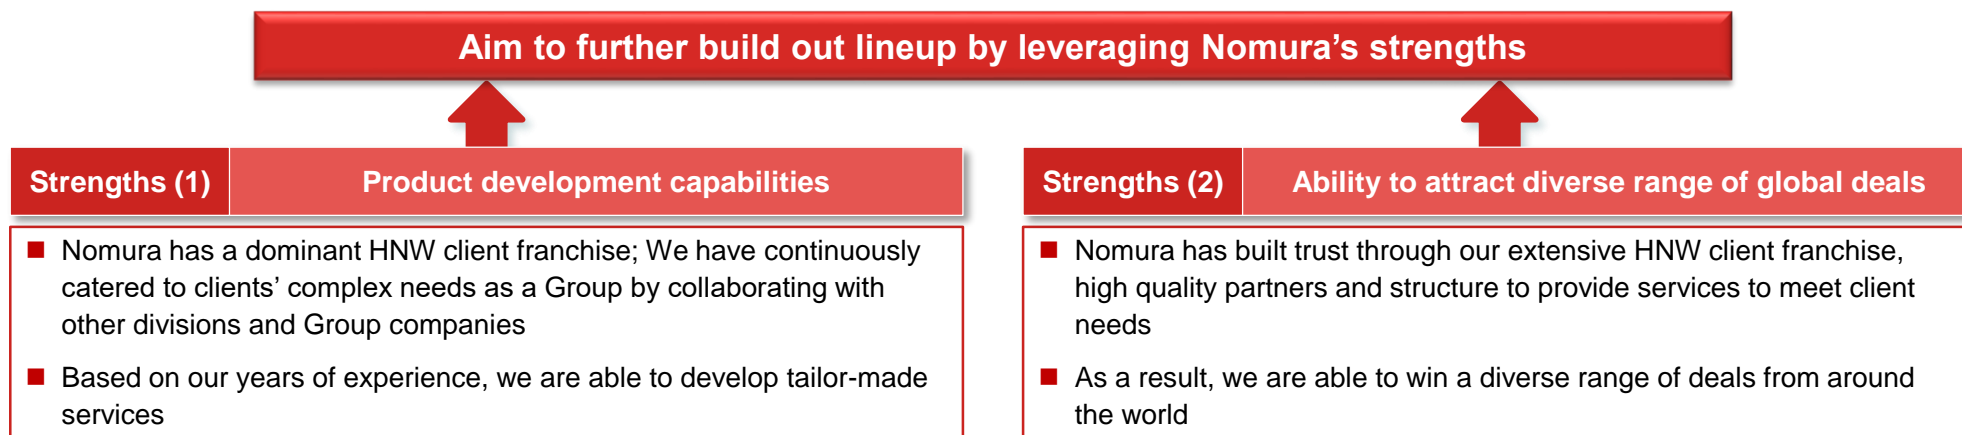 Aim to further build out lineup by leveraging Nomura’s strengths
Strengths (1)
Product development capabilities
■ Nomura has a dominant HNW client franchise; We have continuously
catered to clients’ complex needs as a Group by collaborating with
other divisions and Group companies
■ Based on our years of experience, we are able to develop tailor-made
services
Strengths (2)
Ability to attract diverse range of global deals
■ Nomura has built trust through our extensive HNW client franchise,
high quality partners and structure to provide services to meet client
needs
■ As a result, we are able to win a diverse range of deals from around
the world